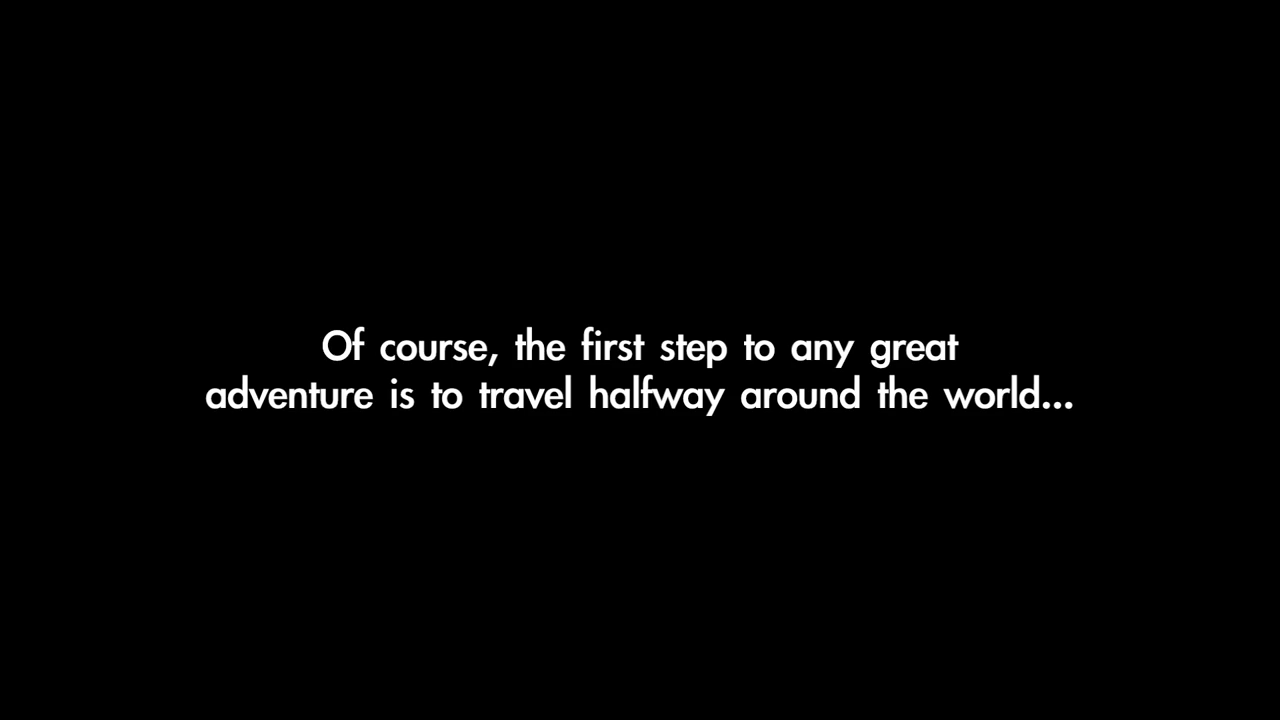 Of course, the first step to any great
adventure is to travel halfway around the world...